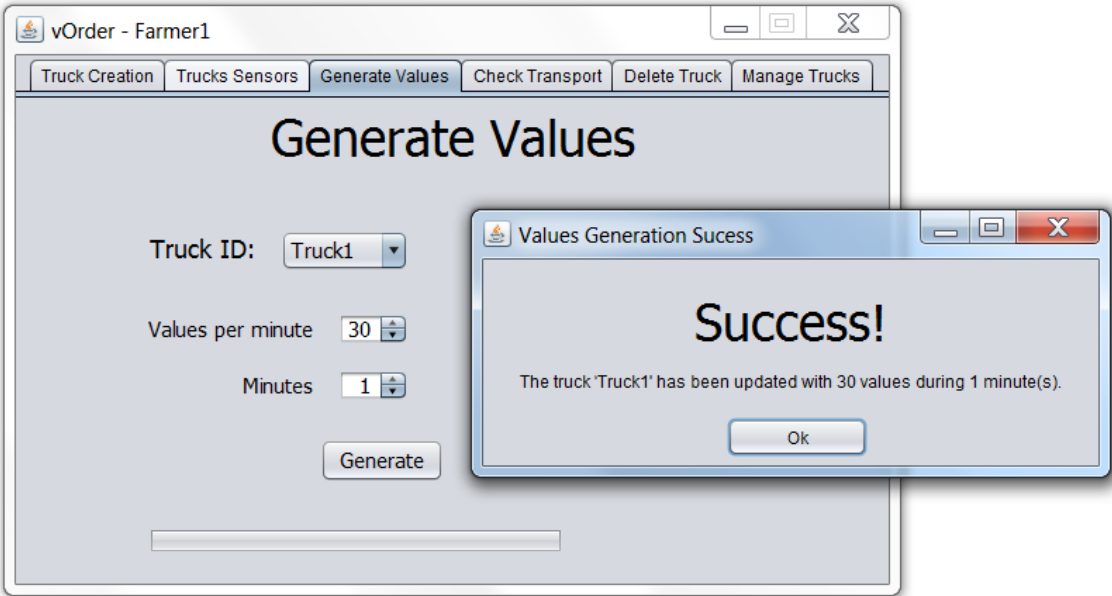 vOrder - Farmer1
Truck Creation Trucks Sensors Generate Values Check Transport Delete Truck Manage Trucks
Generate Values
Truck ID: Truck1
Values per minute 30
Minutes 1
Generate
Values Generation Sucess
Success!
The truck 'Truck1' has been updated with 30 values during 1 minute(s).
Ok